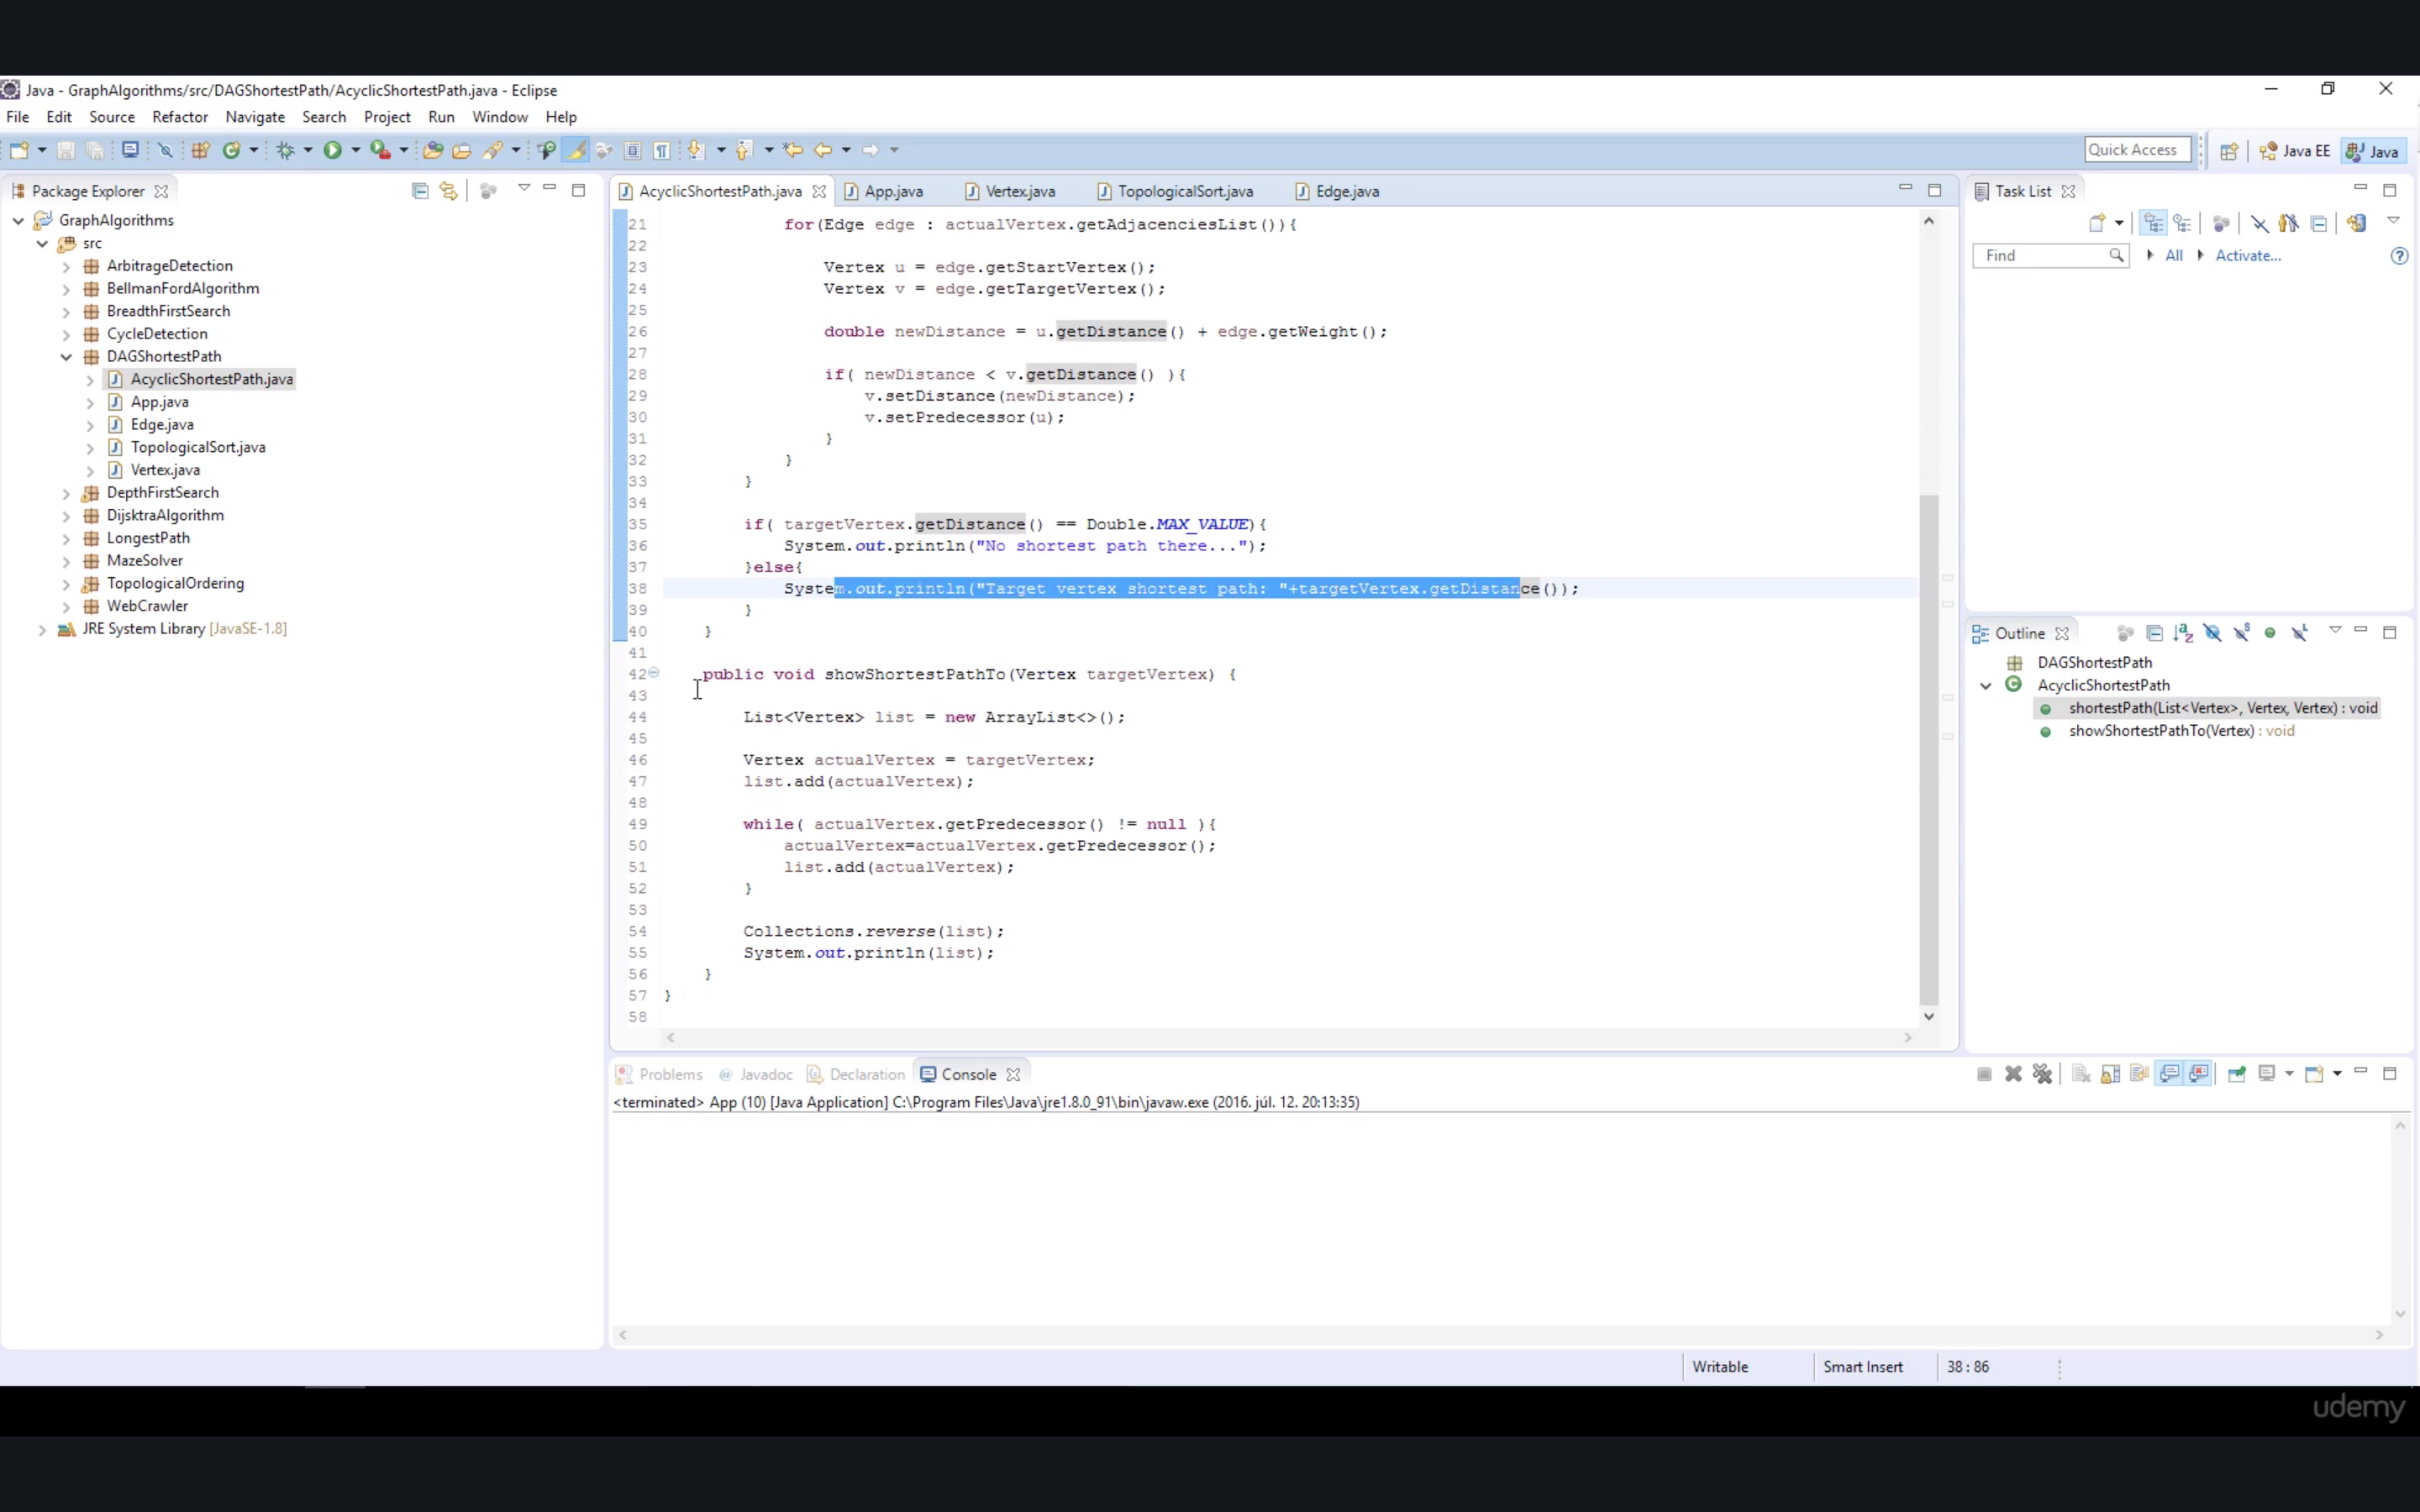 Java - GraphAlgorithms/src/DAGShortestPath/AcyclicShortestPath.java - Eclipse
File Edit Source Refactor Navigate Search Project Run Window Help
Quick Access Java EE Java
Package Explorer
GraphAlgorithms
src
ArbitrageDetection
BellmanFordAlgorithm
BreadthFirstSearch
CycleDetection
DAGShortestPath
AcyclicShortestPath.java
App.java
Edge.java
TopologicalSort.java
Vertex.java
DepthFirstSearch
DijsktraAlgorithm
LongestPath
MazeSolver
TopologicalOrdering
WebCrawler
JRE System Library [JavaSE-1.8]
AcyclicShortestPath.java App.java Vertex.java TopologicalSort.java Edge.java
21 for(Edge edge : actualVertex.getAdjacenciesList()){
22
23 Vertex u = edge.getStartVertex();
24 Vertex v = edge.getTargetVertex();
25
26 double newDistance = u.getDistance() + edge.getWeight();
27
28 if( newDistance < v.getDistance() ){
29 v.setDistance(newDistance);
30 v.setPredecessor(u);
31 }
32 }
33 }
34
35 if( targetVertex.getDistance() == Double.MAX_VALUE){
36 System.out.println("No shortest path there...");
37 }else{
38 System.out.println("Target vertex shortest path: "+targetVertex.getDistance());
39 }
40 }
41
42 public void showShortestPathTo(Vertex targetVertex) {
43
44 List<Vertex> list = new ArrayList<>();
45
46 Vertex actualVertex = targetVertex;
47 list.add(actualVertex);
48
49 while( actualVertex.getPredecessor() != null ){
50 actualVertex=actualVertex.getPredecessor();
51 list.add(actualVertex);
52 }
53
54 Collections.reverse(list);
55 System.out.println(list);
56 }
57 }
58
Task List
Find All Activate...
Outline
DAGShortestPath
AcyclicShortestPath
shortestPath(List<Vertex>, Vertex, Vertex) : void
showShortestPathTo(Vertex) : void
Problems @ Javadoc Declaration Console
<terminated> App (10) [Java Application] C:\Program Files\Java\jre1.8.0_91\bin\javaw.exe (2016. júl. 12. 20:13:35)
Writable Smart Insert 38 : 86
udemy